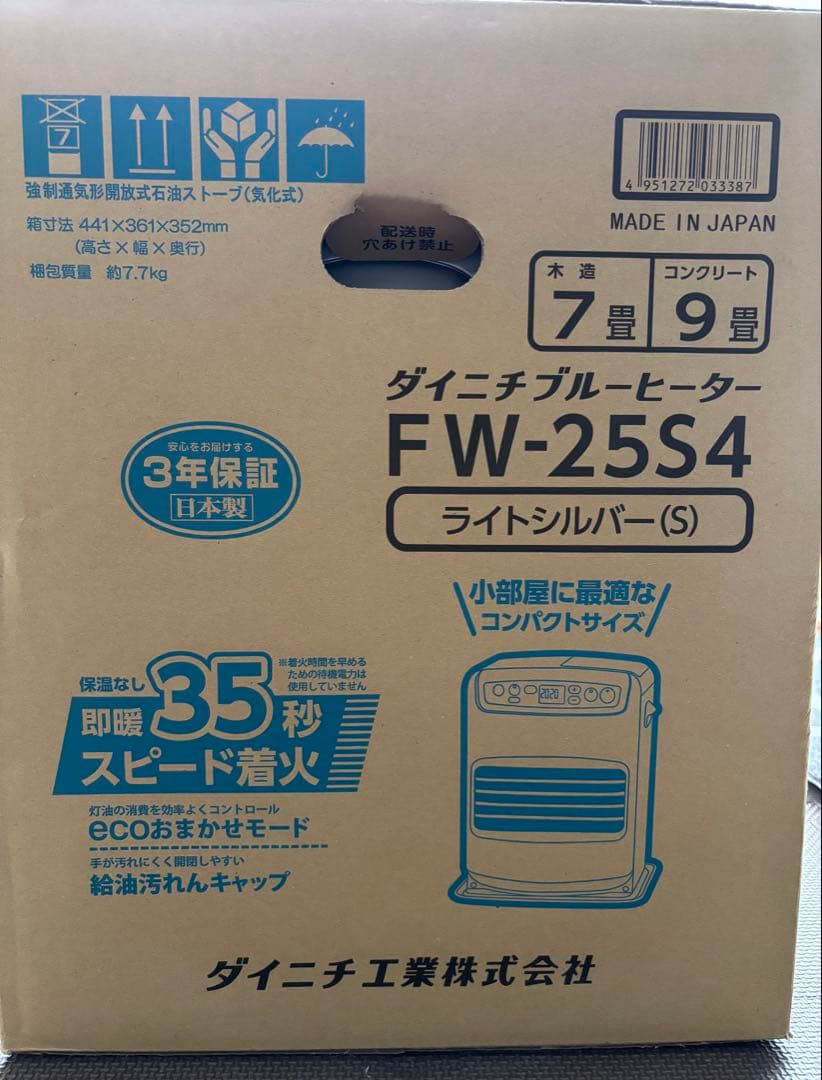 7
強制通気形開放式石油ストーブ(気化式)
箱寸法 441×361×352mm
(高さ×幅×奥行)
梱包質量 約7.7kg
配送時
穴あけ禁止
4 951272 033387
MADE IN JAPAN
木造
7畳
コンクリート
9畳
ダイニチブルーヒーター
FW-25S4
ライトシルバー(S)
安心をお届けする
3年保証
日本製
小部屋に最適な
コンパクトサイズ
2020
保温なし
※着火時間を早める
ための待機電力は
使用していません
即暖35秒
スピード着火
灯油の消費を効率よくコントロール
ecoおまかせモード
手が汚れにくく開閉しやすい
給油汚れんキャップ
ダイニチ工業株式会社